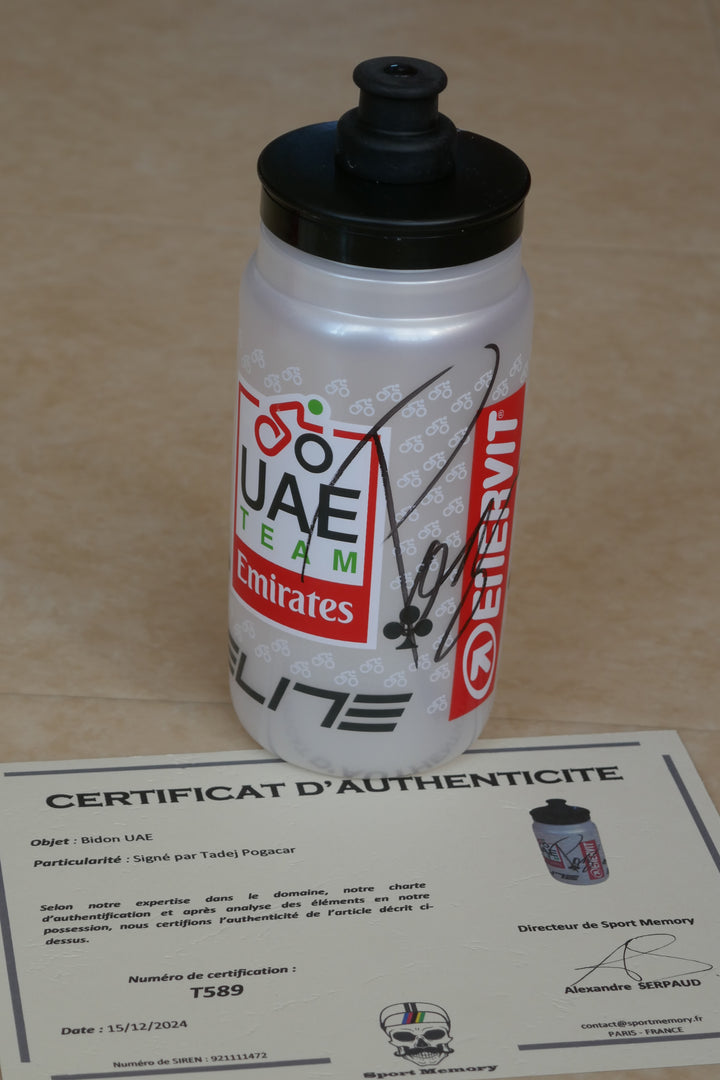 UAE
TEAM
Emirates
ENERVIT®
ELITE
CERTIFICAT D'AUTHENTICITE
Objet : Bidon UAE
Particularité : Signé par Tadej Pogacar
Selon notre expertise dans le domaine, notre charte
d'authentification et après analyse des éléments en notre
possession, nous certifions l'authenticité de l'article décrit ci-
dessus.
Numéro de certification :
T589
Date : 15/12/2024
Numéro de SIREN : 921111472
Sport Memory
Directeur de Sport Memory
Alexandre SERPAUD
contact@sportmemory.fr
PARIS - FRANCE